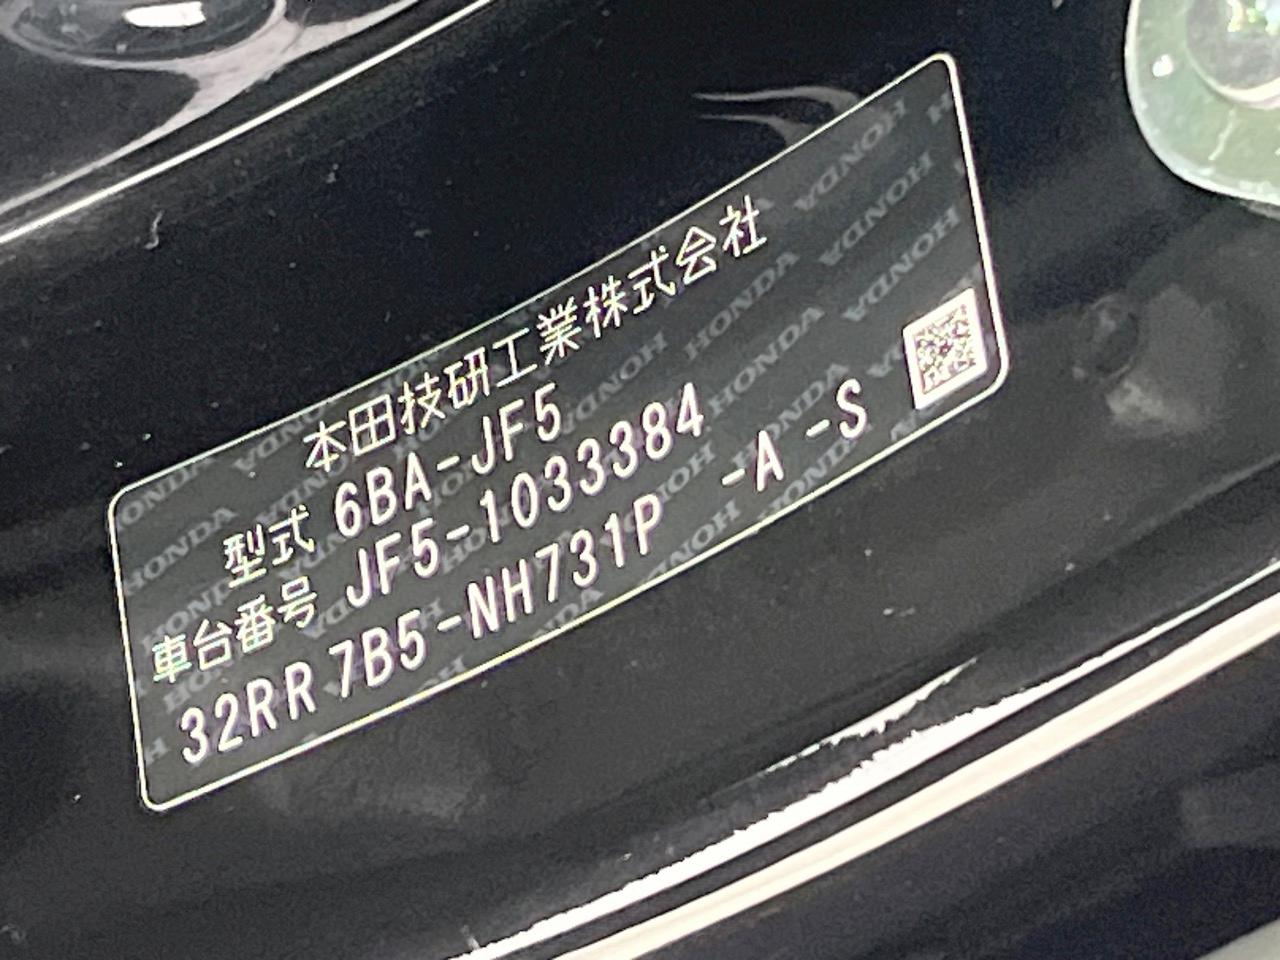 本田技研工業株式会社
型式 6BA-JF5
車台番号 JF5-1033384
32RR 7B5-NH731P -A -S